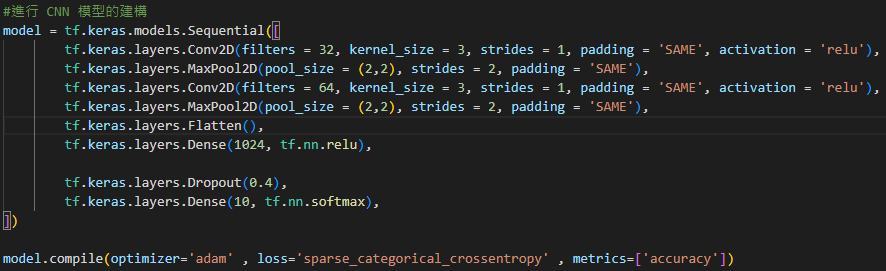 #進行 CNN 模型的建構
model = tf.keras.models.Sequential([
tf.keras.layers.Conv2D(filters = 32, kernel_size = 3, strides = 1, padding = 'SAME', activation = 'relu'),
tf.keras.layers.MaxPool2D(pool_size = (2,2), strides = 2, padding = 'SAME'),
tf.keras.layers.Conv2D(filters = 64, kernel_size = 3, strides = 1, padding = 'SAME', activation = 'relu'),
tf.keras.layers.MaxPool2D(pool_size = (2,2), strides = 2, padding = 'SAME'),
tf.keras.layers.Flatten(),
tf.keras.layers.Dense(1024, tf.nn.relu),
tf.keras.layers.Dropout(0.4),
tf.keras.layers.Dense(10, tf.nn.softmax),
])
model.compile(optimizer='adam' , loss='sparse_categorical_crossentropy' , metrics=['accuracy'])